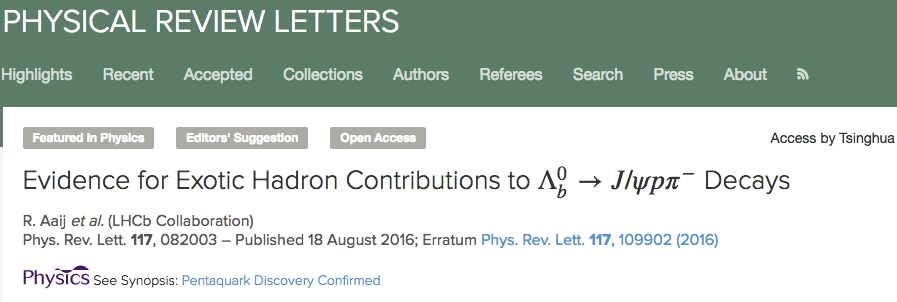 PHYSICAL REVIEW LETTERS
Highlights Recent Accepted Collections Authors Referees Search Press About
Featured in Physics Editors' Suggestion Open Access Access by Tsinghua
Evidence for Exotic Hadron Contributions to Λ⁰_b → J/ψpπ⁻ Decays
R. Aaij et al. (LHCb Collaboration)
Phys. Rev. Lett. 117, 082003 – Published 18 August 2016; Erratum Phys. Rev. Lett. 117, 109902 (2016)
Physics See Synopsis: Pentaquark Discovery Confirmed